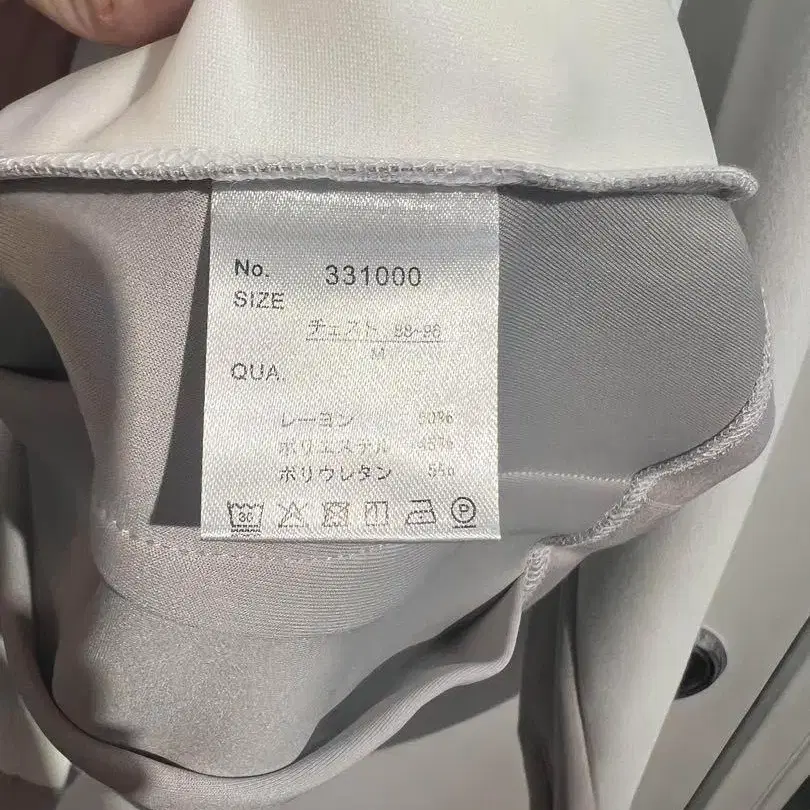 No. 331000
SIZE
チェスト 88~96
M
QUA.
レーヨン 50%
ポリエステル 45%
ポリウレタン 5%
30
P